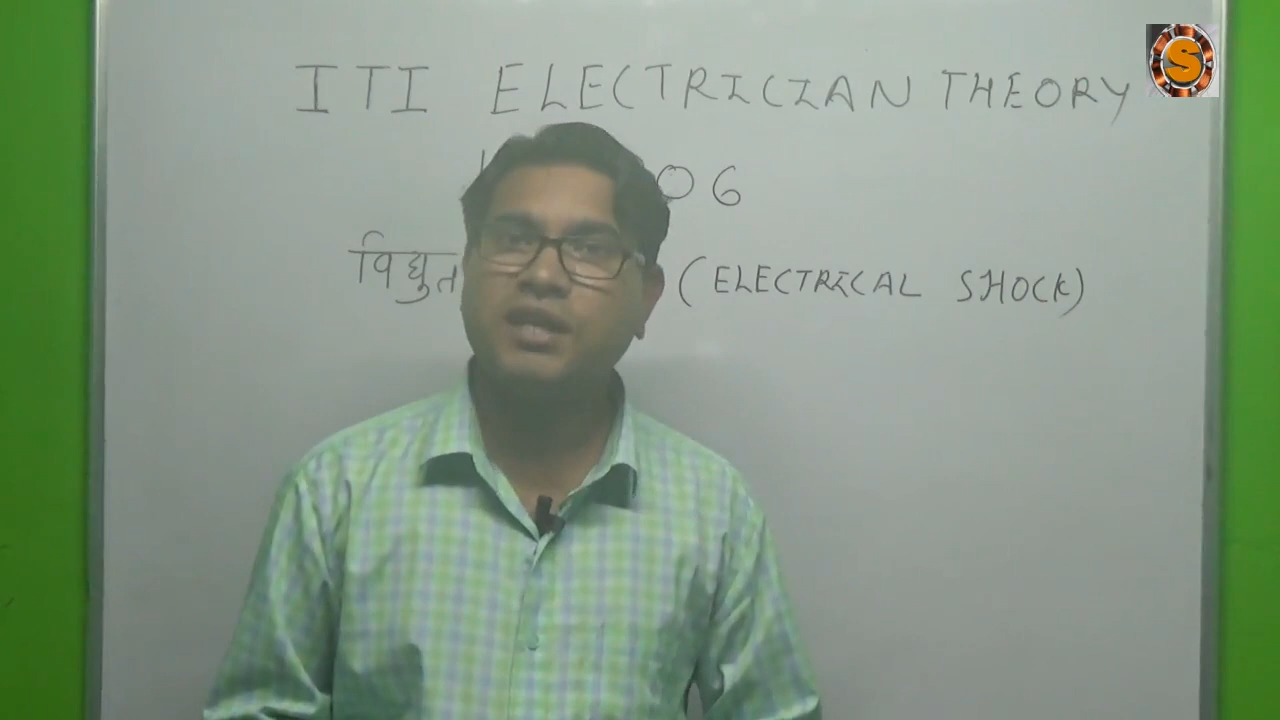 ITI ELECTRICIAN THEORY
06
विद्युत (ELECTRICAL SHOCK)
S